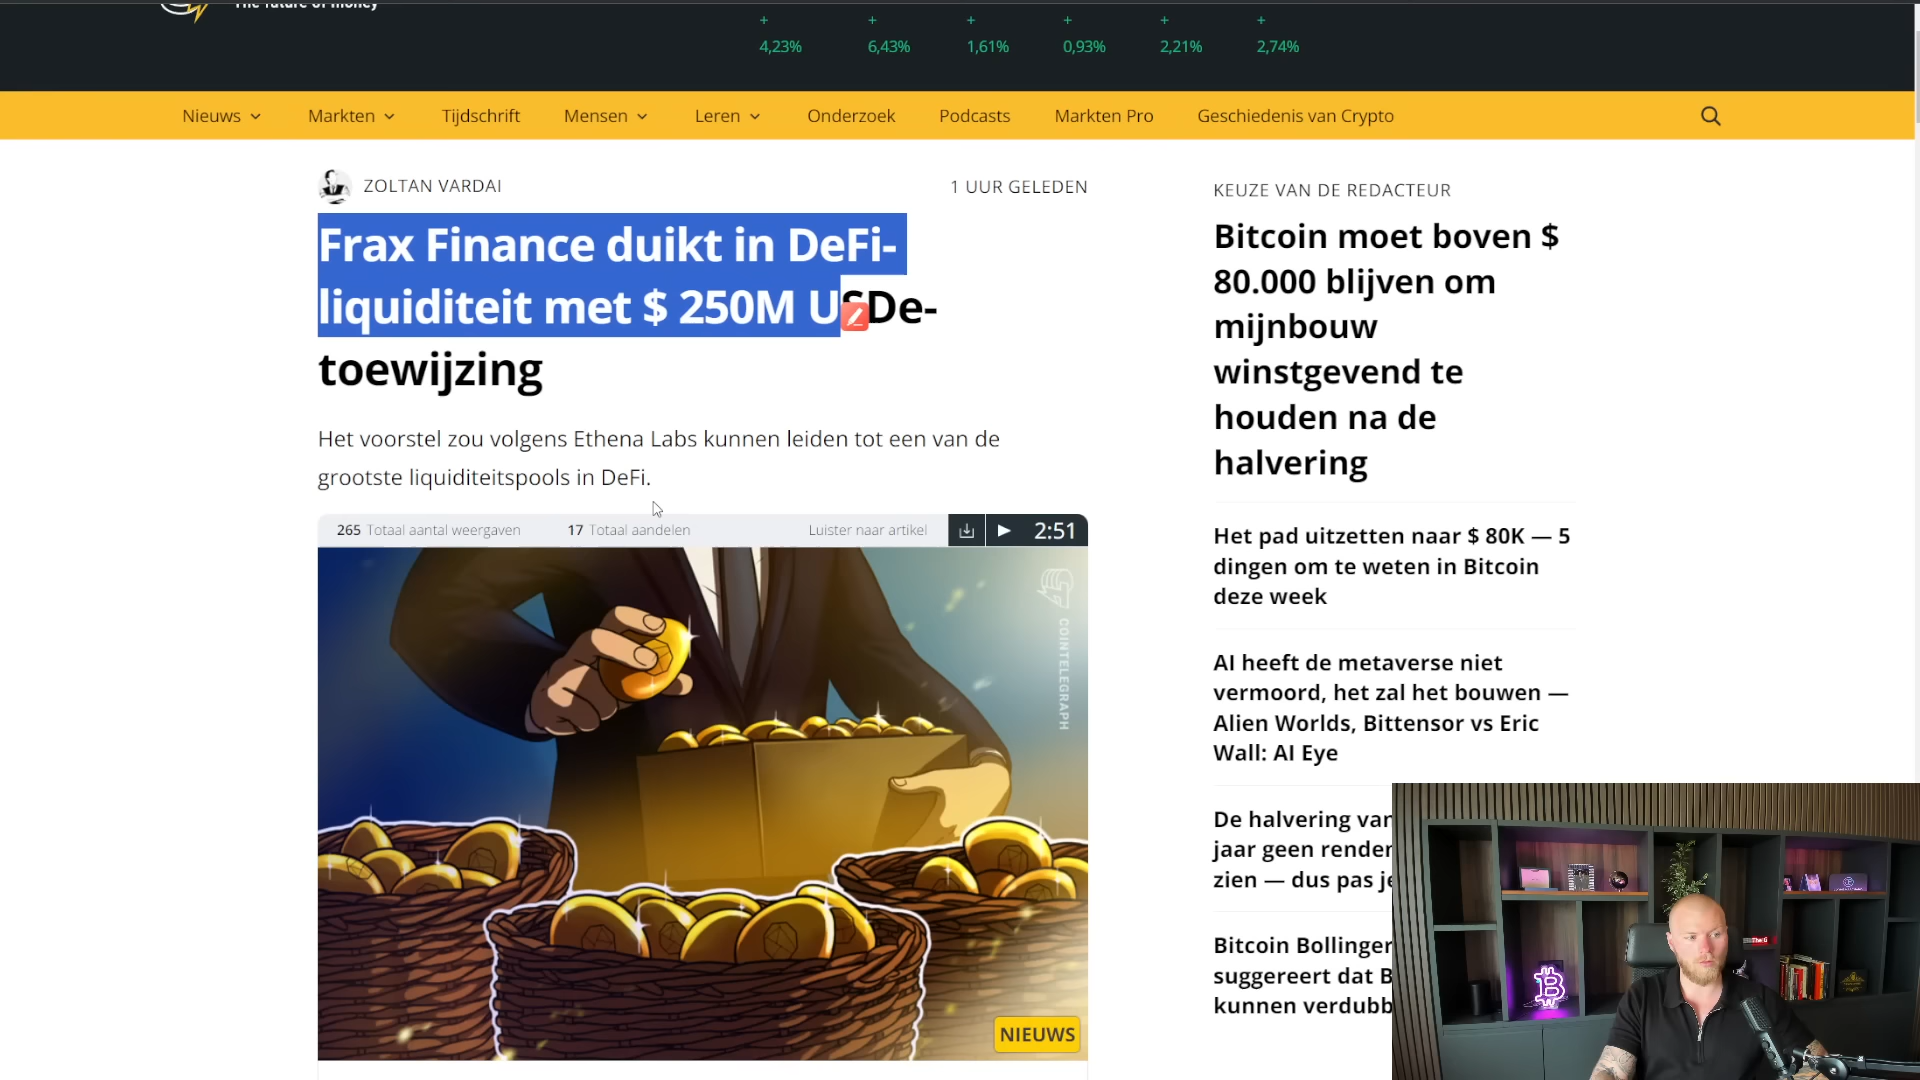 The future of money
+ + + + + +
4,23% 6,43% 1,61% 0,93% 2,21% 2,74%
Nieuws Markten Tijdschrift Mensen Leren Onderzoek Podcasts Markten Pro Geschiedenis van Crypto
ZOLTAN VARDAI
1 UUR GELEDEN
Frax Finance duikt in DeFi-
liquiditeit met $ 250M USDe-
toewijzing
Het voorstel zou volgens Ethena Labs kunnen leiden tot een van de
grootste liquiditeitspools in DeFi.
265 Totaal aantal weergaven 17 Totaal aandelen Luister naar artikel 2:51
COINTELEGRAPH
NIEUWS
KEUZE VAN DE REDACTEUR
Bitcoin moet boven $
80.000 blijven om
mijnbouw
winstgevend te
houden na de
halvering
Het pad uitzetten naar $ 80K — 5
dingen om te weten in Bitcoin
deze week
AI heeft de metaverse niet
vermoord, het zal het bouwen —
Alien Worlds, Bittensor vs Eric
Wall: AI Eye
De halvering van
jaar geen
zien — dus pas
Bitcoin Bollinger
suggereert dat B
kunnen